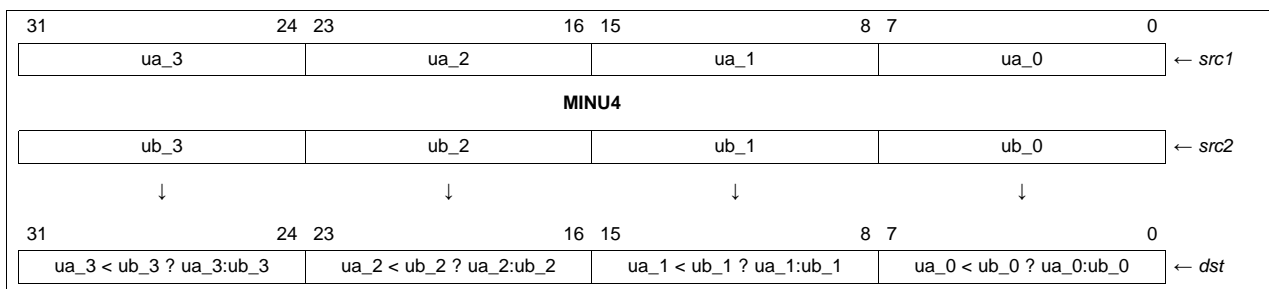 31 24 23 16 15 8 7 0
ua_3 ua_2 ua_1 ua_0 ← src1
MINU4
ub_3 ub_2 ub_1 ub_0 ← src2
↓ ↓ ↓ ↓
31 24 23 16 15 8 7 0
ua_3 < ub_3 ? ua_3:ub_3 ua_2 < ub_2 ? ua_2:ub_2 ua_1 < ub_1 ? ua_1:ub_1 ua_0 < ub_0 ? ua_0:ub_0 ← dst